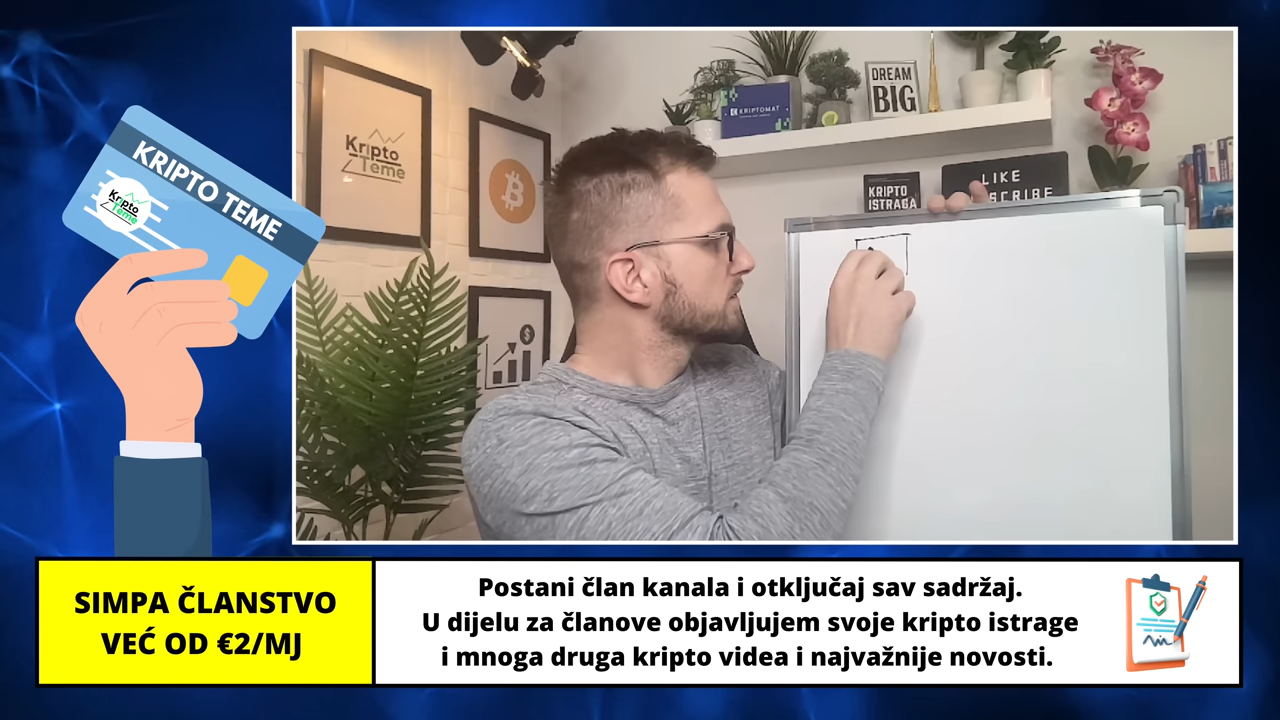 KRIPTO TEME
Kripto
Teme
Kripto
Teme
KRIPTOMAT
DREAM
BIG
KRIPTO
ISTRAGA
LIKE
SIMPA ČLANSTVO
VEĆ OD €2/MJ
Postani član kanala i otključaj sav sadržaj.
U dijelu za članove objavljujem svoje kripto istrage
i mnoga druga kripto videa i najvažnije novosti.